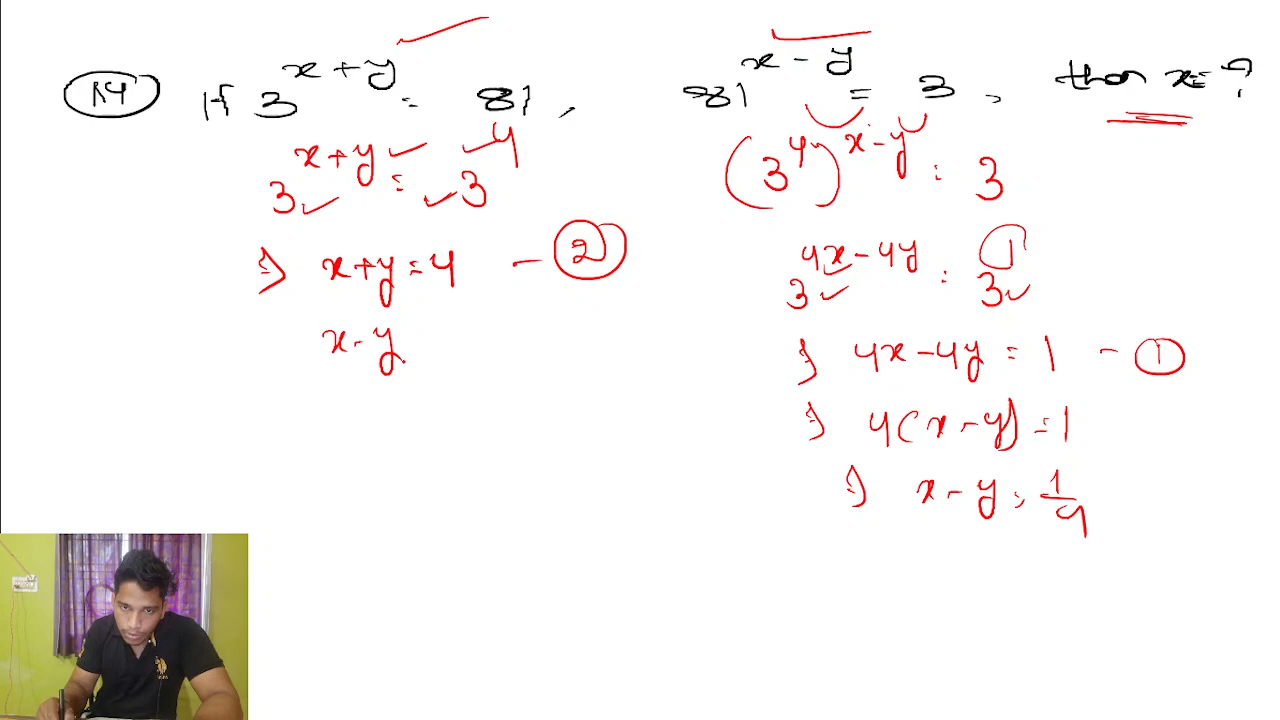 14 If 3^{x+y} = 81, 81^{x-y} = 3, then x = ?
3^{x+y} = 3^4
⇒ x+y = 4 - 2
x-y
(3^4)^{x-y} = 3
3^{4x-4y} = 3^1
⇒ 4x-4y = 1 - 1
⇒ 4(x-y) = 1
⇒ x-y = 1/4